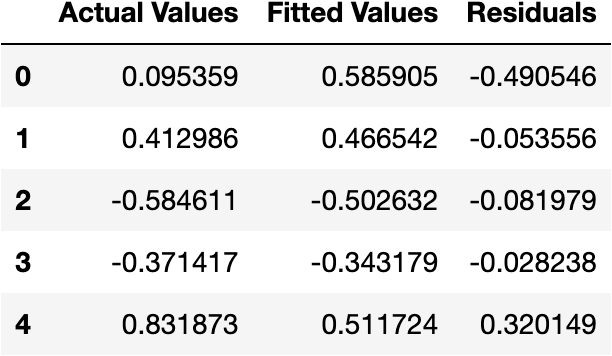 Actual Values Fitted Values Residuals
0 0.095359 0.585905 -0.490546
1 0.412986 0.466542 -0.053556
2 -0.584611 -0.502632 -0.081979
3 -0.371417 -0.343179 -0.028238
4 0.831873 0.511724 0.320149